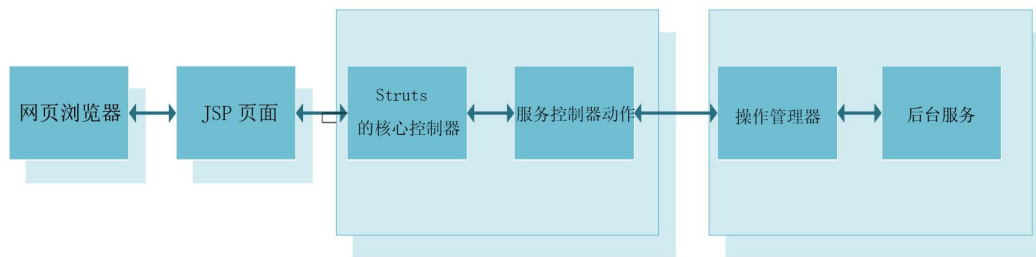 网页浏览器
JSP 页面
Struts
的核心控制器
服务控制器动作
操作管理器
后台服务